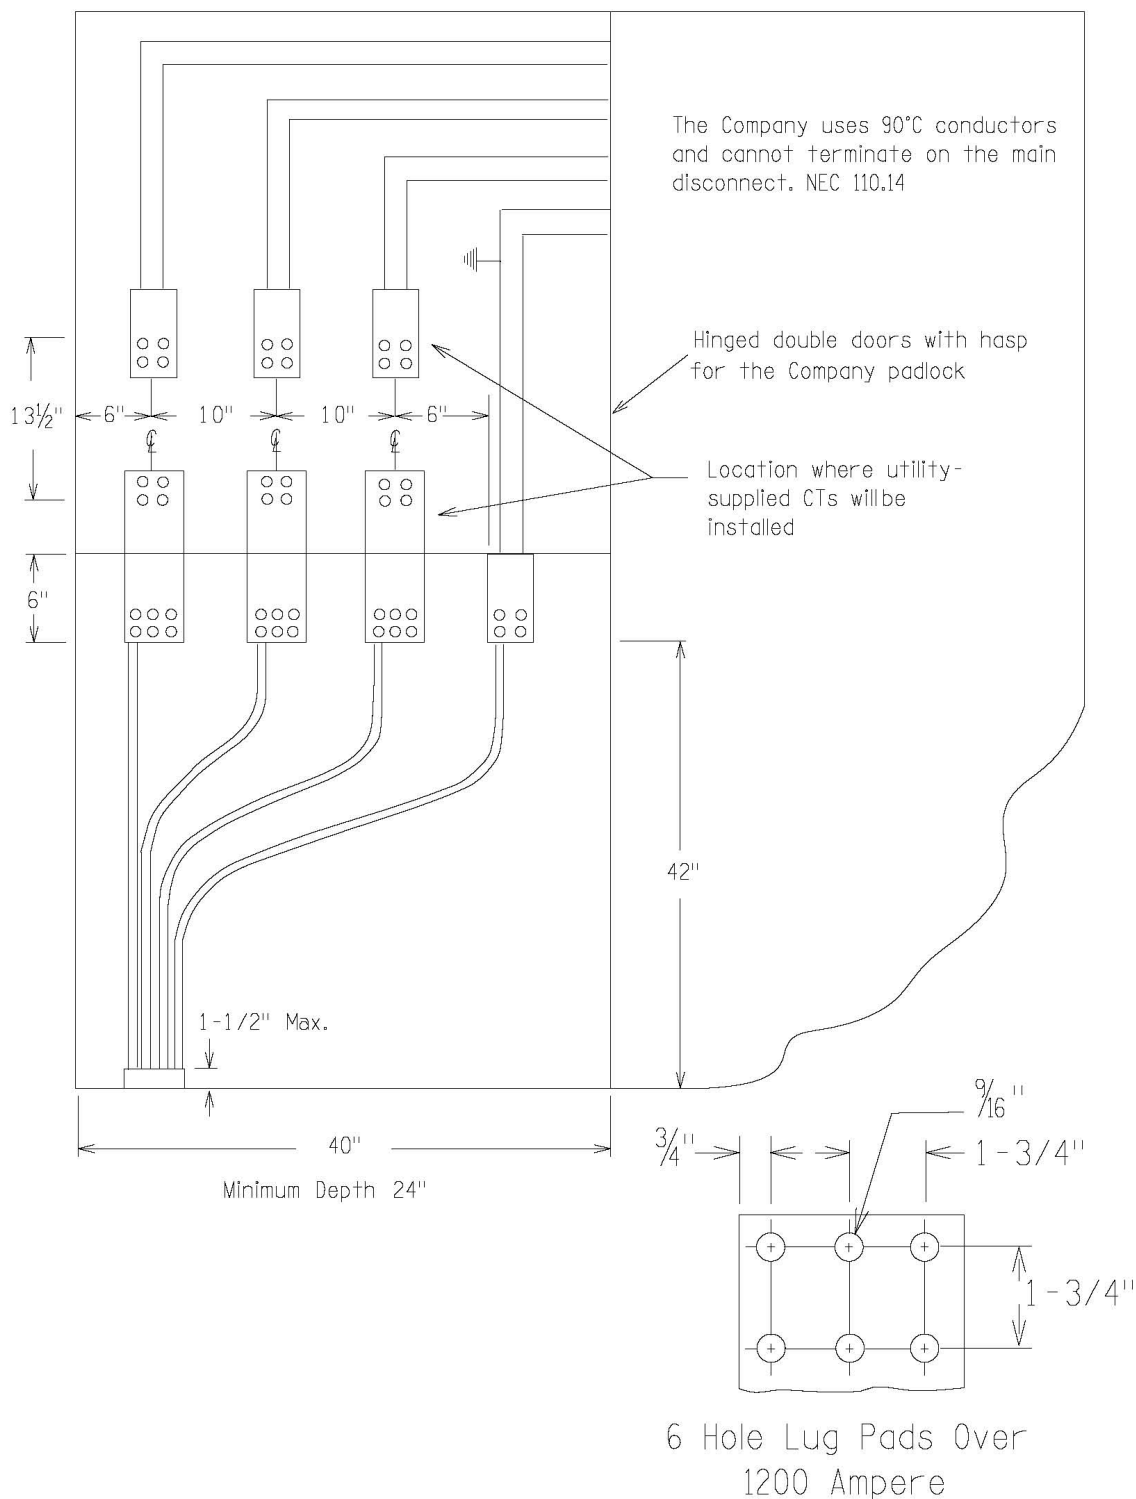 The Company uses 90°C conductors
and cannot terminate on the main
disconnect. NEC 110.14
Hinged double doors with hasp
for the Company padlock
13½"
6"
10"
10"
6"
℄
℄
℄
Location where utility-
supplied CTs will be
installed
6"
42"
1-1/2" Max.
40"
Minimum Depth 24"
9/16"
3/4"
1-3/4"
1-3/4"
6 Hole Lug Pads Over
1200 Ampere